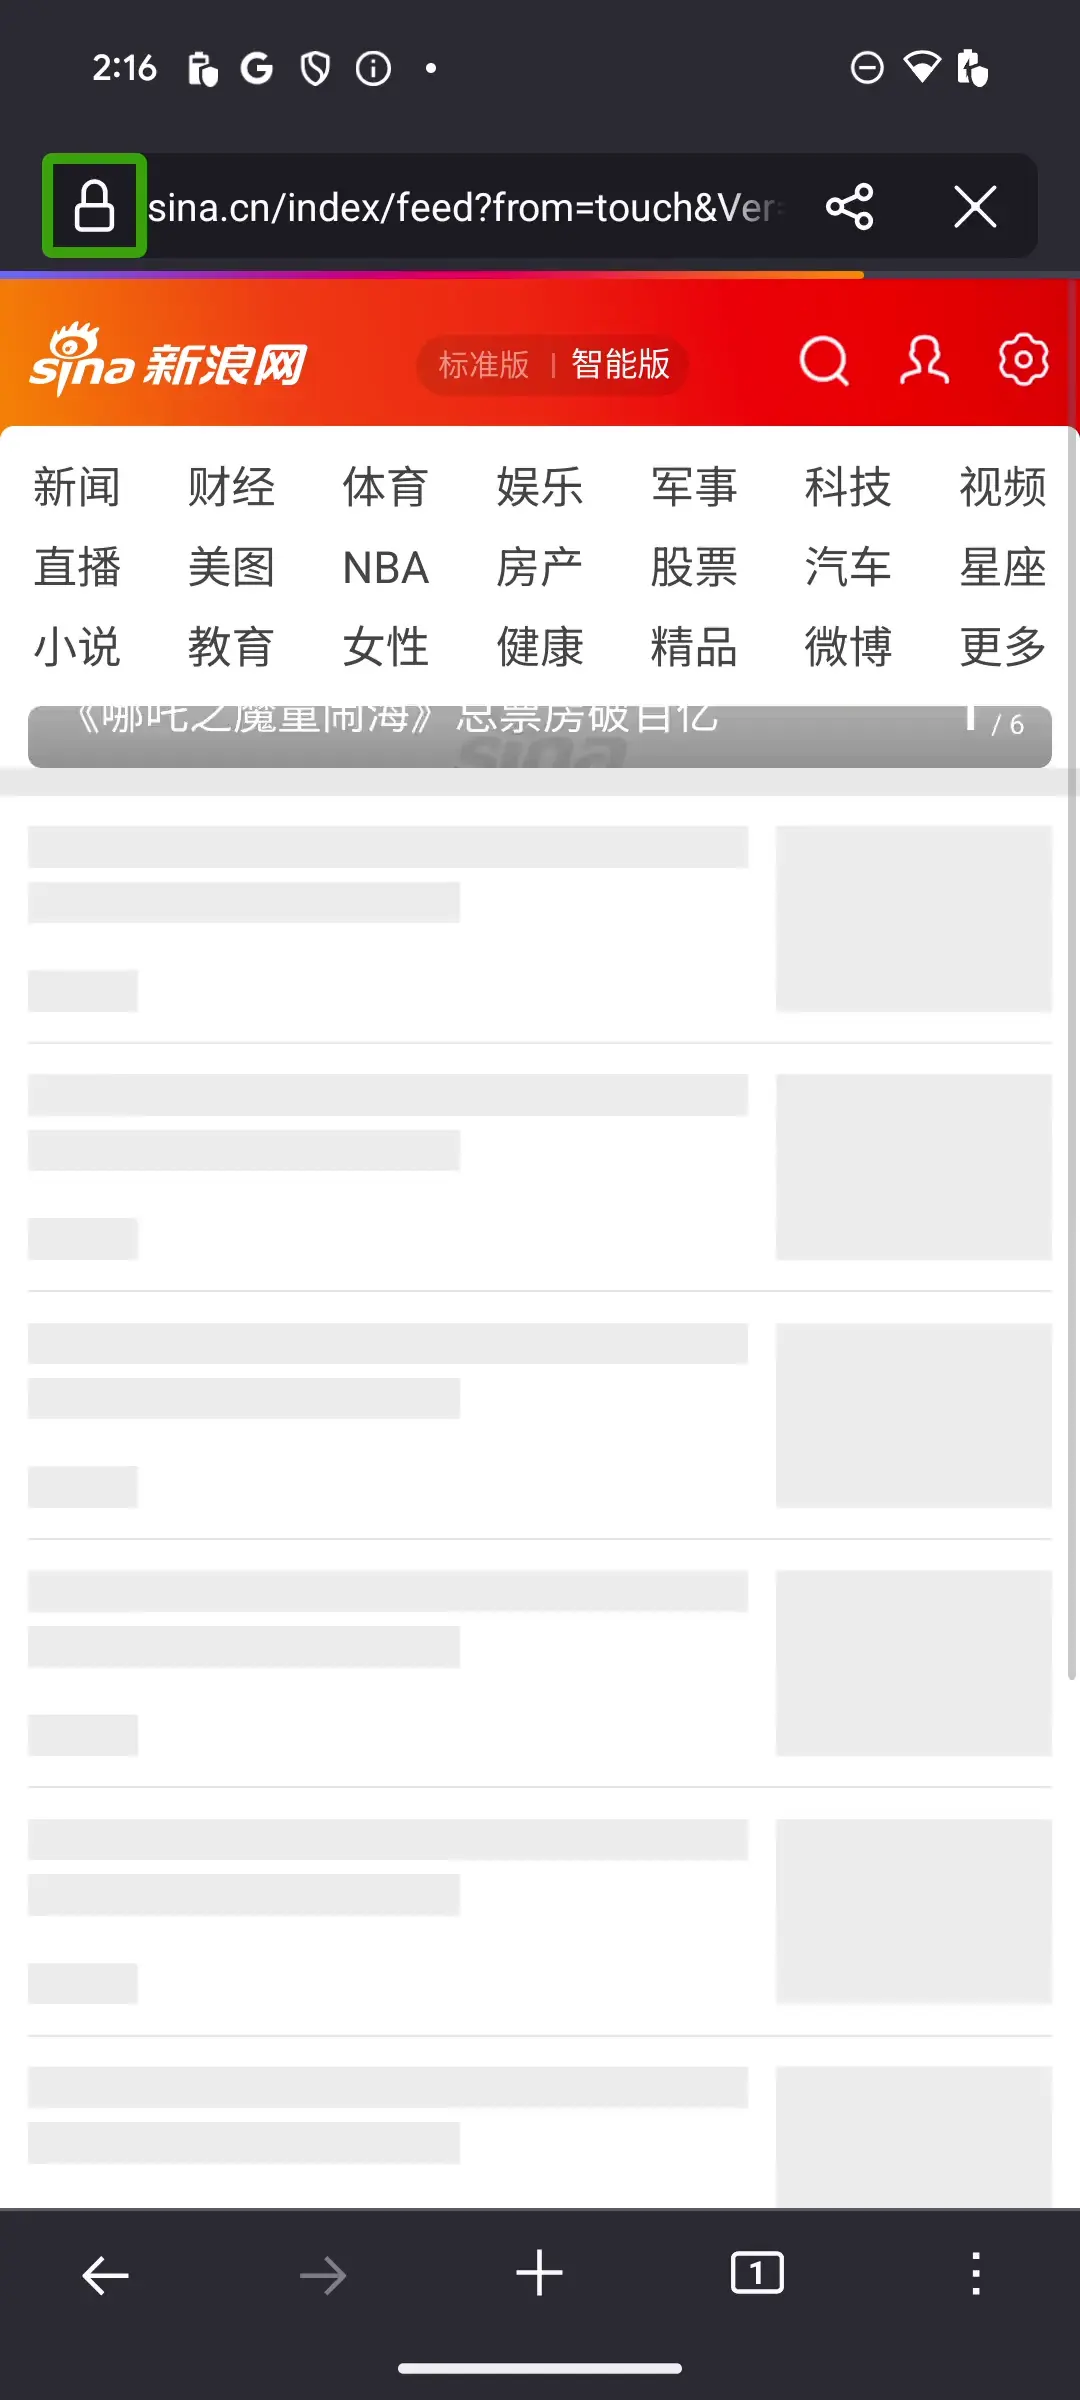 2:16
sina.cn/index/feed?from=touch&Ver=
sina 新浪网
标准版 | 智能版
新闻 财经 体育 娱乐 军事 科技 视频
直播 美图 NBA 房产 股票 汽车 星座
小说 教育 女性 健康 精品 微博 更多
《哪吒之魔童闹海》总票房破百亿 1 / 6
sina
1